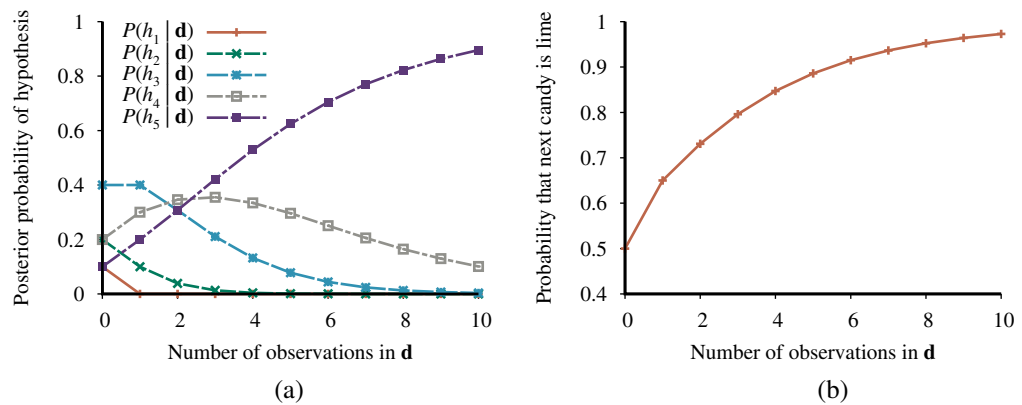 Posterior probability of hypothesis
1
0.8
0.6
0.4
0.2
0
P(h1 | d)
P(h2 | d)
P(h3 | d)
P(h4 | d)
P(h5 | d)
0 2 4 6 8 10
Number of observations in d
(a)
Probability that next candy is lime
1
0.9
0.8
0.7
0.6
0.5
0.4
0 2 4 6 8 10
Number of observations in d
(b)